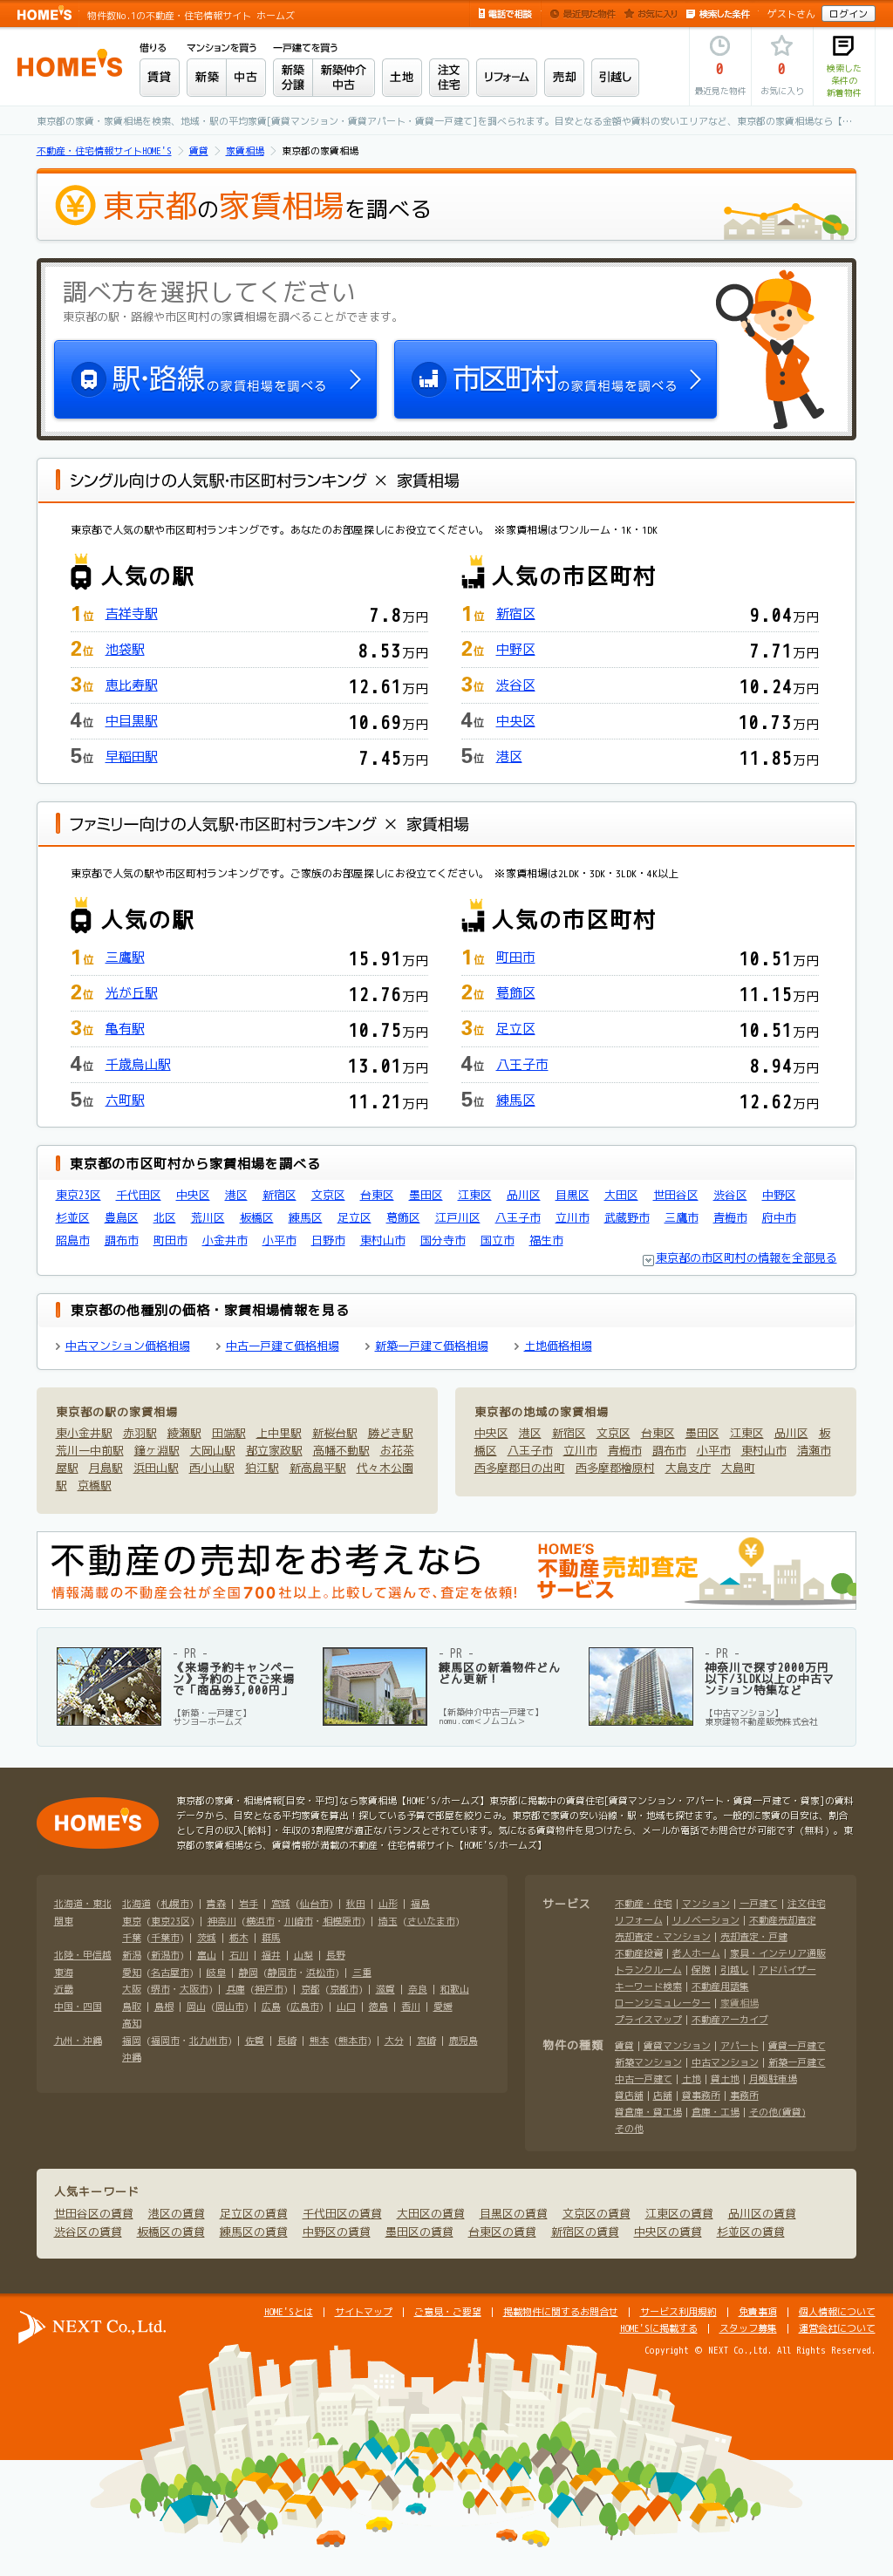 HOME'S 物件数No.1の不動産・住宅情報サイト ホームズ
電話で相談 最近見た物件 お気に入り 検索した条件 ゲストさん ログイン
HOME'S
借りる マンションを買う 一戸建てを買う
賃貸 新築 中古 新築分譲 新築仲介中古 土地 注文住宅 リフォーム 売却 引越し
0 最近見た物件
0 お気に入り
検索した条件の新着物件
東京都の家賃・家賃相場を検索、地域・駅の平均家賃[賃貸マンション・賃貸アパート・賃貸一戸建て]を調べられます。目安となる金額や賃料の安いエリアなど、東京都の家賃相場なら【…
不動産・住宅情報サイトHOME'S 賃貸 家賃相場 東京都の家賃相場
東京都の家賃相場を調べる
調べ方を選択してください
東京都の駅・路線や市区町村の家賃相場を調べることができます。
駅・路線の家賃相場を調べる
市区町村の家賃相場を調べる
シングル向けの人気駅・市区町村ランキング × 家賃相場
東京都で人気の駅や市区町村ランキングです。あなたのお部屋探しにお役立てください。 ※家賃相場はワンルーム・1K・1DK
人気の駅
1位 吉祥寺駅 7.8万円
2位 池袋駅 8.53万円
3位 恵比寿駅 12.61万円
4位 中目黒駅 10.69万円
5位 早稲田駅 7.45万円
人気の市区町村
1位 新宿区 9.04万円
2位 中野区 7.71万円
3位 渋谷区 10.24万円
4位 中央区 10.73万円
5位 港区 11.85万円
ファミリー向けの人気駅・市区町村ランキング × 家賃相場
東京都で人気の駅や市区町村ランキングです。ご家族のお部屋探しにお役立てください。 ※家賃相場は2LDK・3DK・3LDK・4K以上
人気の駅
1位 三鷹駅 15.91万円
2位 光が丘駅 12.76万円
3位 亀有駅 10.75万円
4位 千歳烏山駅 13.01万円
5位 六町駅 11.21万円
人気の市区町村
1位 町田市 10.51万円
2位 葛飾区 11.15万円
3位 足立区 10.51万円
4位 八王子市 8.94万円
5位 練馬区 12.62万円
東京都の市区町村から家賃相場を調べる
東京23区 千代田区 中央区 港区 新宿区 文京区 台東区 墨田区 江東区 品川区 目黒区 大田区 世田谷区 渋谷区 中野区
杉並区 豊島区 北区 荒川区 板橋区 練馬区 足立区 葛飾区 江戸川区 八王子市 立川市 武蔵野市 三鷹市 青梅市 府中市
昭島市 調布市 町田市 小金井市 小平市 日野市 東村山市 国分寺市 国立市 福生市
東京都の市区町村の情報を全部見る
東京都の他種別の価格・家賃相場情報を見る
中古マンション価格相場 中古一戸建て価格相場 新築一戸建て価格相場 土地価格相場
東京都の駅の家賃相場
東小金井駅 赤羽駅 綾瀬駅 田端駅 上中里駅 新桜台駅 勝どき駅
荒川一中前駅 鐘ヶ淵駅 大岡山駅 都立家政駅 高幡不動駅 お花茶
屋駅 月島駅 浜田山駅 西小山駅 狛江駅 新高島平駅 代々木公園
駅 京橋駅
東京都の地域の家賃相場
中央区 港区 新宿区 文京区 台東区 墨田区 江東区 品川区 板
橋区 八王子市 立川市 青梅市 調布市 小平市 東村山市 清瀬市
西多摩郡日の出町 西多摩郡檜原村 大島支庁 大島町
不動産の売却をお考えなら
情報満載の不動産会社が全国700社以上。比較して選んで、査定を依頼!
HOME'S
不動産売却査定
サービス
- PR -
《来場予約キャンペー
ン》予約の上でご来場
で「商品券3,000円」
【新築・一戸建て】
サンヨーホームズ
- PR -
練馬区の新着物件どん
どん更新！
【新築仲介中古一戸建て】
nomu.com＜ノムコム＞
- PR -
神奈川で探す2000万円
以下/3LDK以上の中古マ
ンション特集など
【中古マンション】
東京建物不動産販売株式会社
HOME'S
東京都の家賃・相場情報[目安・平均]なら家賃相場【HOME'S/ホームズ】東京都に掲載中の賃貸住宅[賃貸マンション・アパート・賃貸一戸建て・貸家]の賃料
データから、目安となる平均家賃を算出！探している予算で部屋を絞りこみ。東京都で家賃の安い沿線・駅・地域も探せます。一般的に家賃の目安は、割合
として月の収入[給料]・年収の3割程度が適正なバランスとされています。気になる賃貸物件を見つけたら、メールか電話でお問合せが可能です（無料）。東
京都の家賃相場なら、賃貸情報が満載の不動産・住宅情報サイト【HOME'S/ホームズ】
北海道・東北 北海道 (札幌市) | 青森 | 岩手 | 宮城 (仙台市) | 秋田 | 山形 | 福島
関東 東京 (東京23区) | 神奈川 (横浜市・川崎市・相模原市) | 埼玉 (さいたま市)
千葉 (千葉市) | 茨城 | 栃木 | 群馬
北陸・甲信越 新潟 (新潟市) | 富山 | 石川 | 福井 | 山梨 | 長野
東海 愛知 (名古屋市) | 岐阜 | 静岡 (静岡市・浜松市) | 三重
近畿 大阪 (堺市・大阪市) | 兵庫 (神戸市) | 京都 (京都市) | 滋賀 | 奈良 | 和歌山
中国・四国 鳥取 | 島根 | 岡山 (岡山市) | 広島 (広島市) | 山口 | 徳島 | 香川 | 愛媛
高知
九州・沖縄 福岡 (福岡市・北九州市) | 佐賀 | 長崎 | 熊本 (熊本市) | 大分 | 宮崎 | 鹿児島
沖縄
サービス 不動産・住宅 | マンション | 一戸建て | 注文住宅
リフォーム | リノベーション | 不動産売却査定
売却査定・マンション | 売却査定・戸建
不動産投資 | 老人ホーム | 家具・インテリア通販
トランクルーム | 保険 | 引越し | アドバイザー
キーワード検索 | 不動産用語集
ローンシミュレーター | 家賃相場
プライスマップ | 不動産アーカイブ
物件の種類 賃貸 | 賃貸マンション | アパート | 賃貸一戸建て
新築マンション | 中古マンション | 新築一戸建て
中古一戸建て | 土地 | 貸土地 | 月極駐車場
貸店舗 | 店舗 | 貸事務所 | 事務所
貸倉庫・貸工場 | 倉庫・工場 | その他(賃貸)
その他
人気キーワード
世田谷区の賃貸 港区の賃貸 足立区の賃貸 千代田区の賃貸 大田区の賃貸 目黒区の賃貸 文京区の賃貸 江東区の賃貸 品川区の賃貸
渋谷区の賃貸 板橋区の賃貸 練馬区の賃貸 中野区の賃貸 墨田区の賃貸 台東区の賃貸 新宿区の賃貸 中央区の賃貸 杉並区の賃貸
NEXT Co.,Ltd.
HOME'Sとは | サイトマップ | ご意見・ご要望 | 掲載物件に関するお問合せ | サービス利用規約 | 免責事項 | 個人情報について
HOME'Sに掲載する | スタッフ募集 | 運営会社について
Copyright © NEXT Co.,Ltd. All Rights Reserved.